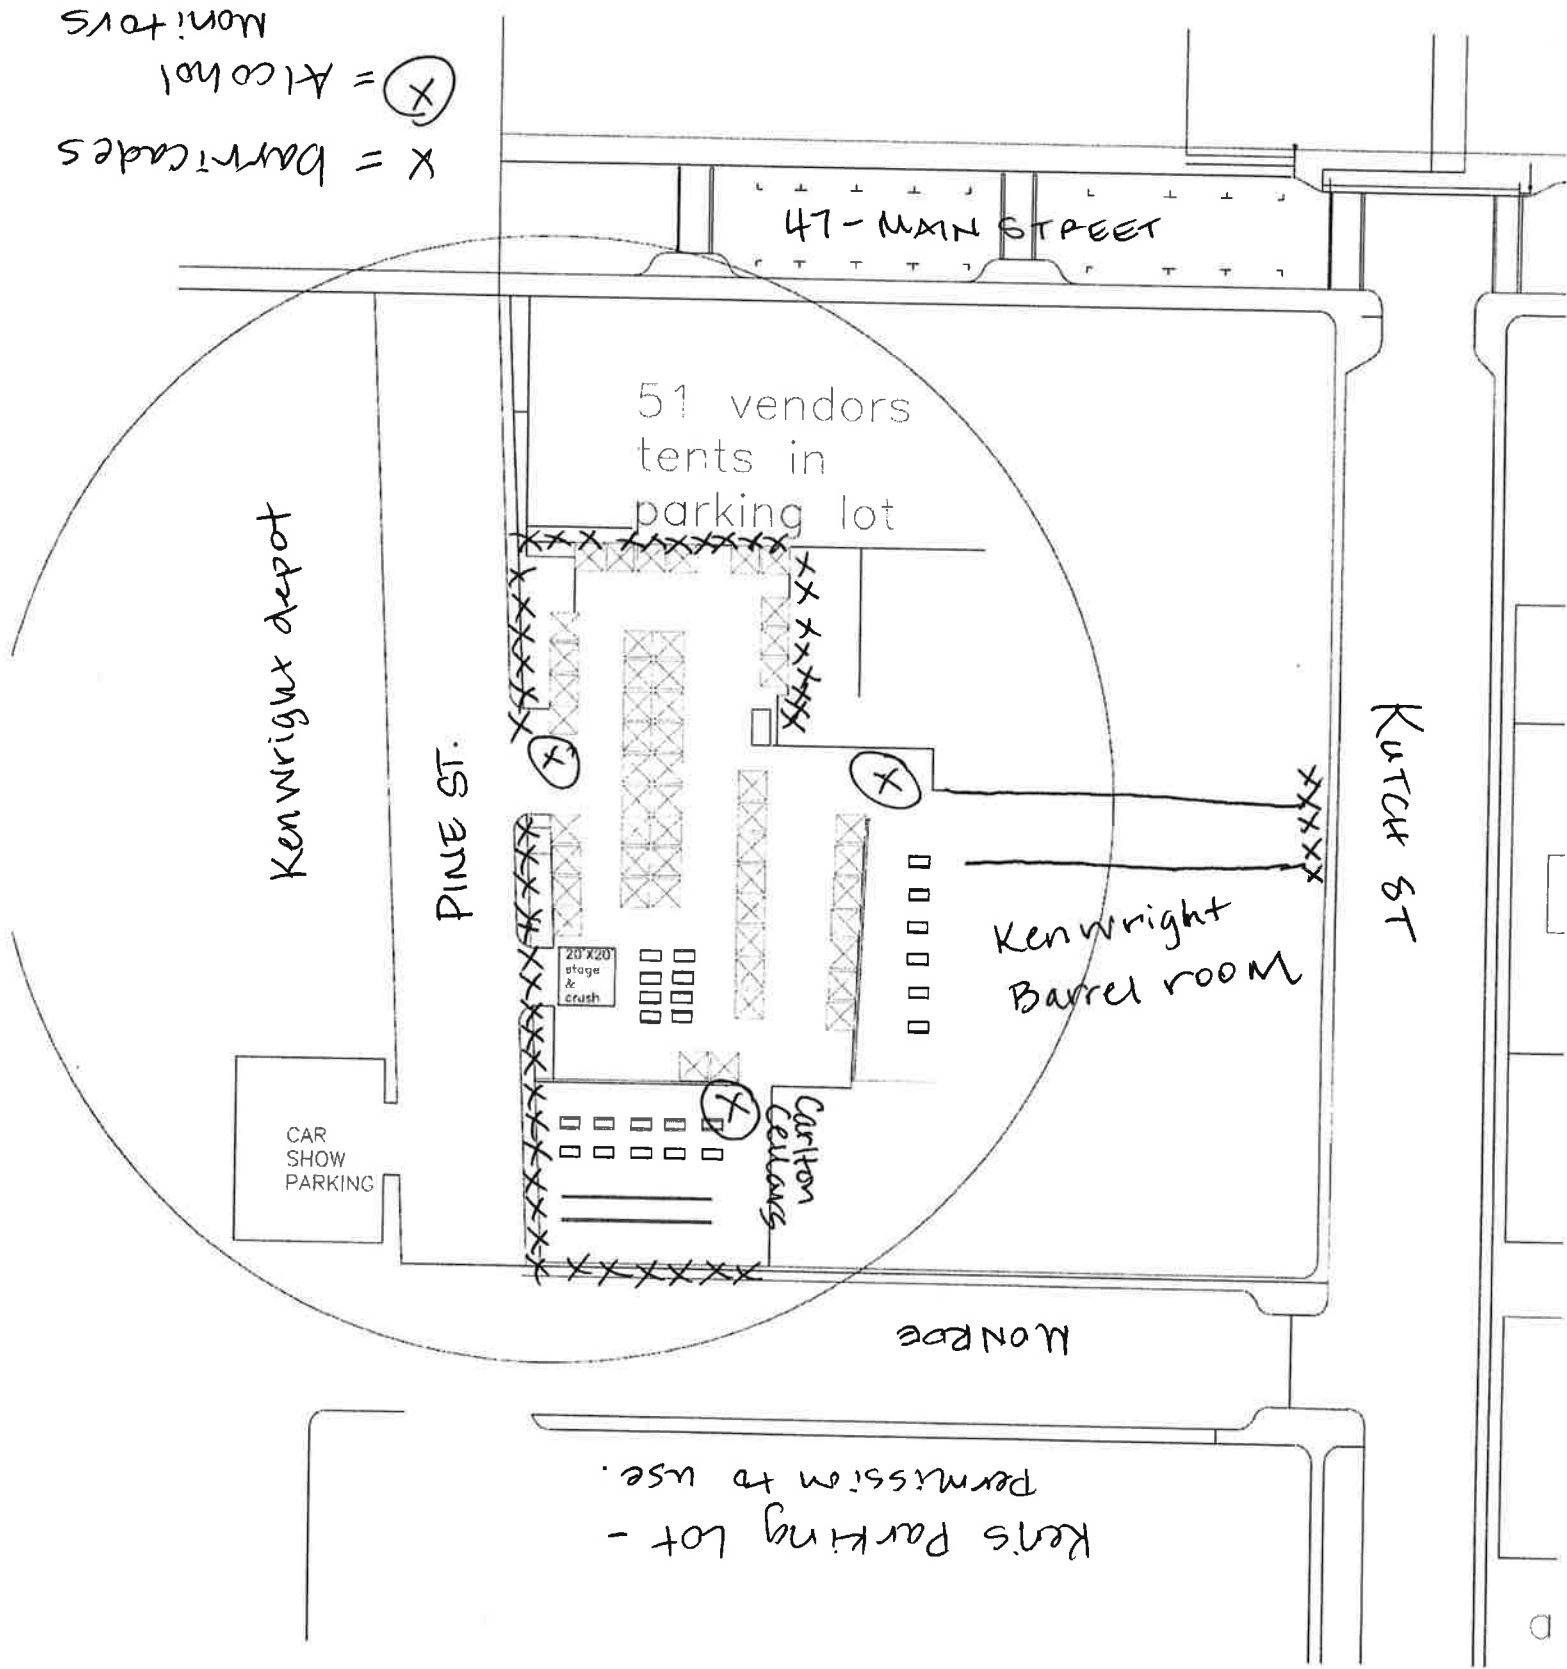 X = barricades
Ⓧ = Alcohol
Monitors
47-MAIN STREET
51 vendors
tents in
parking lot
Kenwright depot
PINE ST.
KUTCH ST
Kenwright
Barrel room
20'X20'
stage
&
crush
Carlton
Cellars
CAR
SHOW
PARKING
MONROE
Ken's Parking Lot -
Permission to use.
a